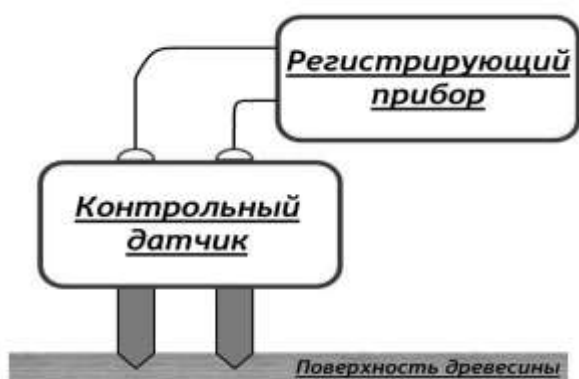 Регистрирующий
прибор
Контрольный
датчик
Поверхность древесины